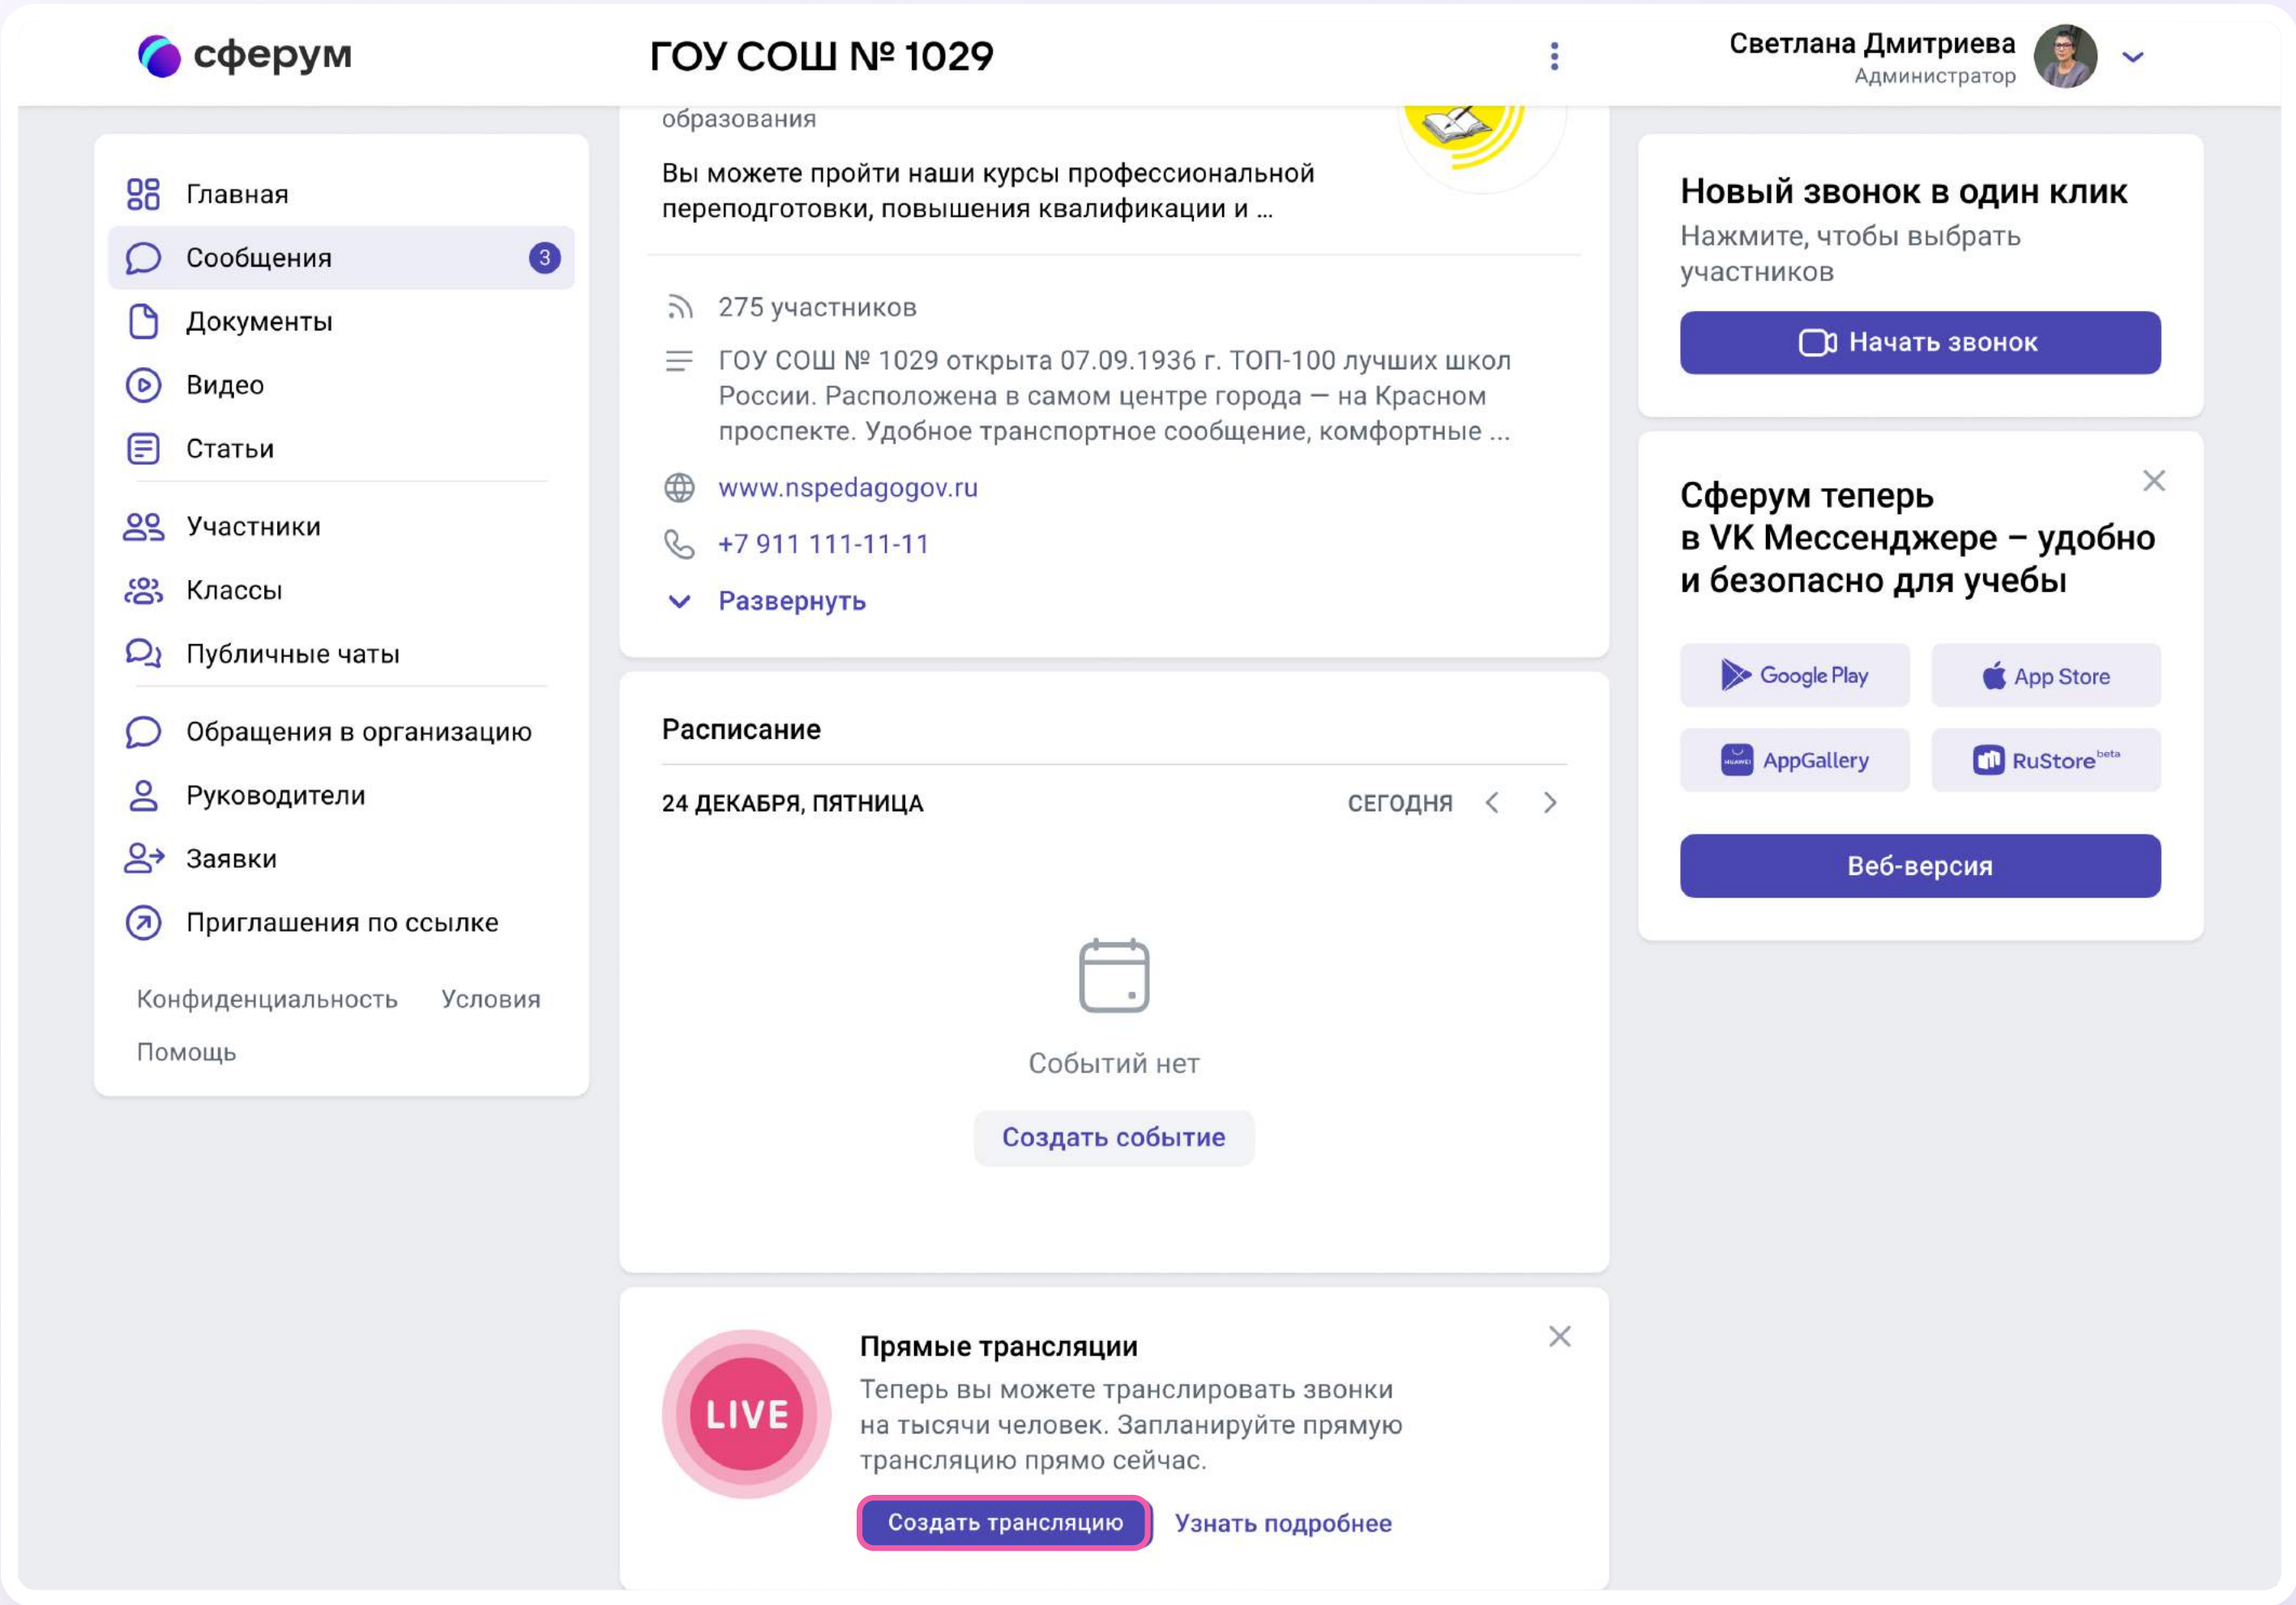 сферум
ГОУ СОШ № 1029
Светлана Дмитриева
Администратор
Главная
Сообщения
3
Документы
Видео
Статьи
Участники
Классы
Публичные чаты
Обращения в организацию
Руководители
Заявки
Приглашения по ссылке
Конфиденциальность Условия
Помощь
образования
Вы можете пройти наши курсы профессиональной
переподготовки, повышения квалификации и ...
275 участников
ГОУ СОШ № 1029 открыта 07.09.1936 г. ТОП-100 лучших школ
России. Расположена в самом центре города — на Красном
проспекте. Удобное транспортное сообщение, комфортные ...
www.nspedagogov.ru
+7 911 111-11-11
Развернуть
Расписание
24 ДЕКАБРЯ, ПЯТНИЦА
СЕГОДНЯ
Событий нет
Создать событие
LIVE
Прямые трансляции
Теперь вы можете транслировать звонки
на тысячи человек. Запланируйте прямую
трансляцию прямо сейчас.
Создать трансляцию
Узнать подробнее
Новый звонок в один клик
Нажмите, чтобы выбрать
участников
Начать звонок
Сферум теперь
в VK Мессенджере – удобно
и безопасно для учебы
Google Play
App Store
HUAWEI AppGallery
RuStore beta
Веб-версия